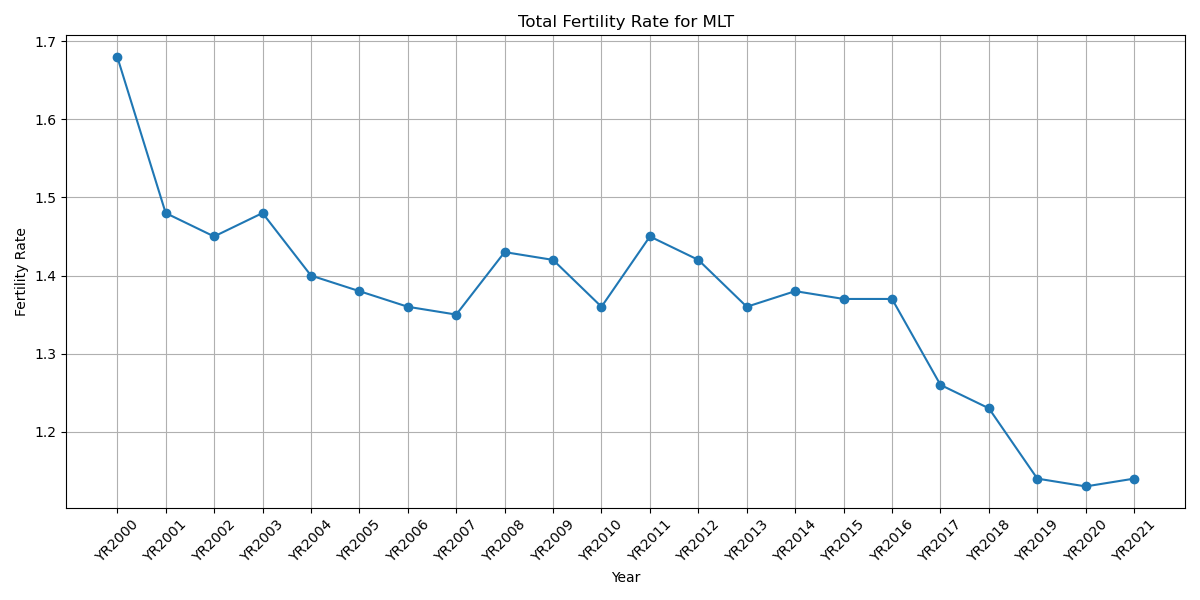 Total Fertility Rate for MLT
Fertility Rate
1.7
1.6
1.5
1.4
1.3
1.2
YR2000
YR2001
YR2002
YR2003
YR2004
YR2005
YR2006
YR2007
YR2008
YR2009
YR2010
YR2011
YR2012
YR2013
YR2014
YR2015
YR2016
YR2017
YR2018
YR2019
YR2020
YR2021
Year